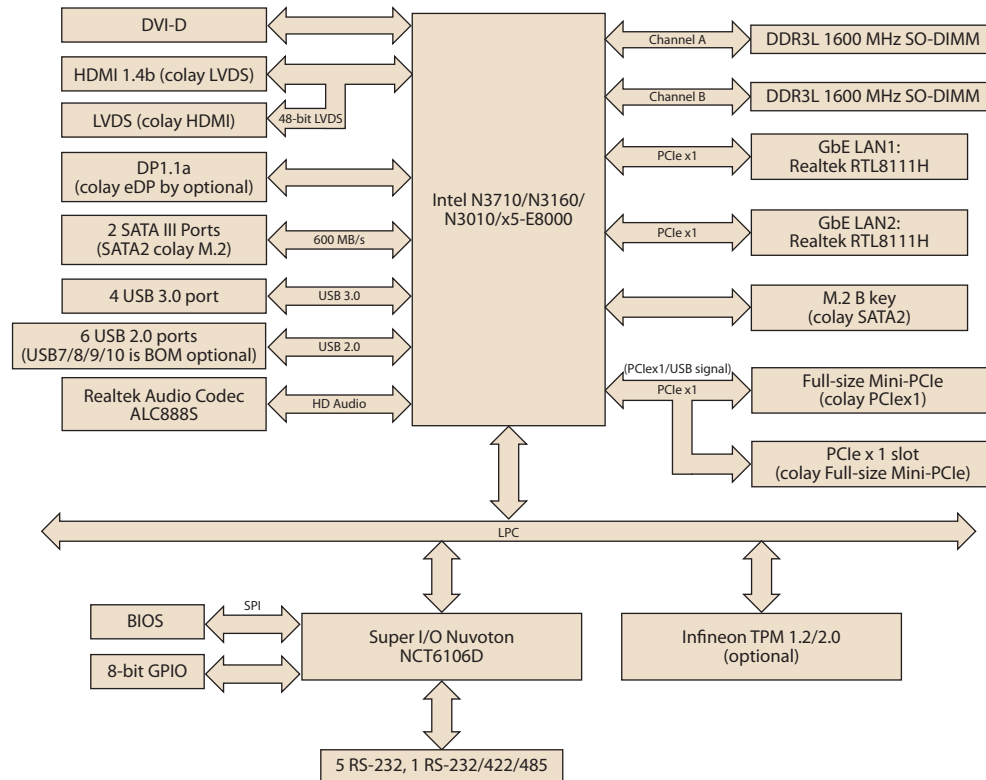 DVI-D
HDMI 1.4b (colay LVDS)
LVDS (colay HDMI)
48-bit LVDS
DP1.1a
(colay eDP by optional)
2 SATA III Ports
(SATA2 colay M.2)
600 MB/s
4 USB 3.0 port
USB 3.0
6 USB 2.0 ports
(USB7/8/9/10 is BOM optional)
USB 2.0
Realtek Audio Codec
ALC888S
HD Audio
Intel N3710/N3160/
N3010/x5-E8000
Channel A
DDR3L 1600 MHz SO-DIMM
Channel B
DDR3L 1600 MHz SO-DIMM
PCIe x1
GbE LAN1:
Realtek RTL8111H
PCIe x1
GbE LAN2:
Realtek RTL8111H
M.2 B key
(colay SATA2)
(PCIex1/USB signal)
PCIe x1
Full-size Mini-PCIe
(colay PCIex1)
PCIe x 1 slot
(colay Full-size Mini-PCIe)
LPC
BIOS
SPI
8-bit GPIO
Super I/O Nuvoton
NCT6106D
Infineon TPM 1.2/2.0
(optional)
5 RS-232, 1 RS-232/422/485